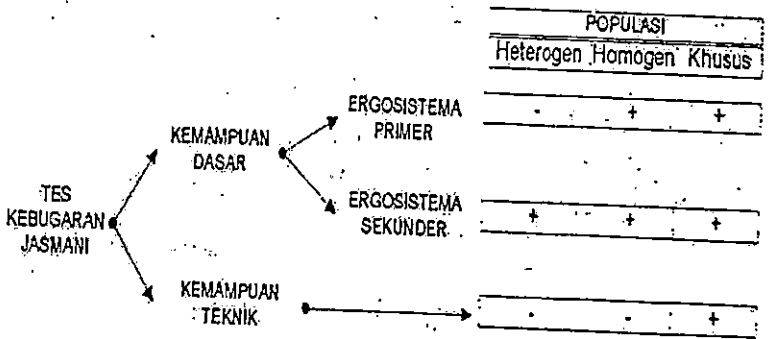 POPULASI
Heterogen Homogen Khusus
ERGOSISTEMA
PRIMER
- + +
KEMAMPUAN
DASAR
TES
KEBUGARAN
JASMANI
ERGOSISTEMA
SEKUNDER
+ + +
KEMAMPUAN
TEKNIK
- - +